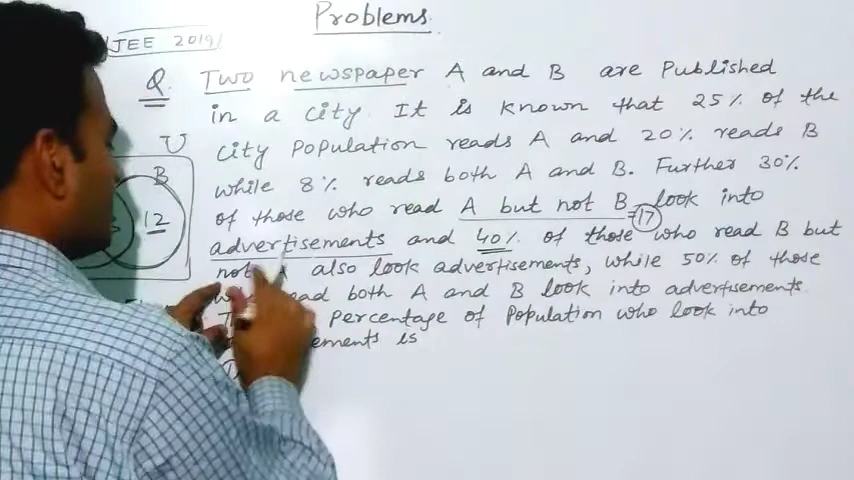 Problems.
JEE 2019
Q. Two newspaper A and B are Published
in a city. It is known that 25% of the
city Population reads A and 20% reads B
while 8% reads both A and B. Further 30%
of those who read A but not B look into
=17
advertisements and 40% of those who read B but
not A also look advertisements, while 50% of those
read both A and B look into advertisements.
percentage of Population who look into
ements is
U
B
12